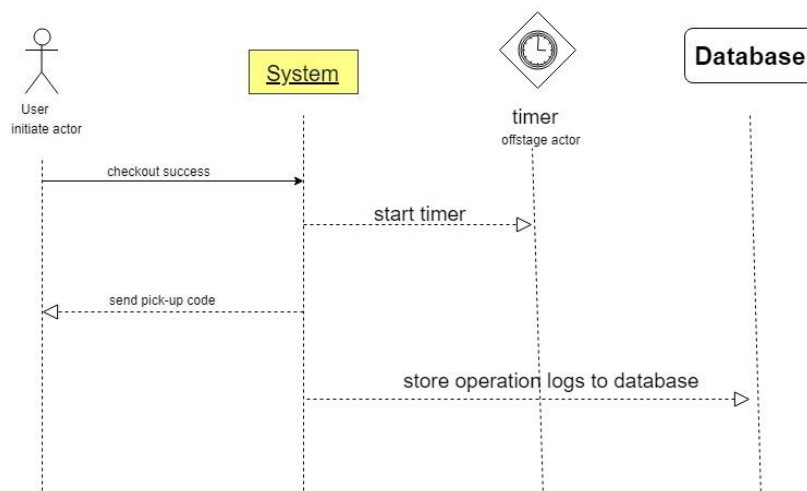 User
initiate actor
System
timer
offstage actor
Database
checkout success
start timer
send pick-up code
store operation logs to database